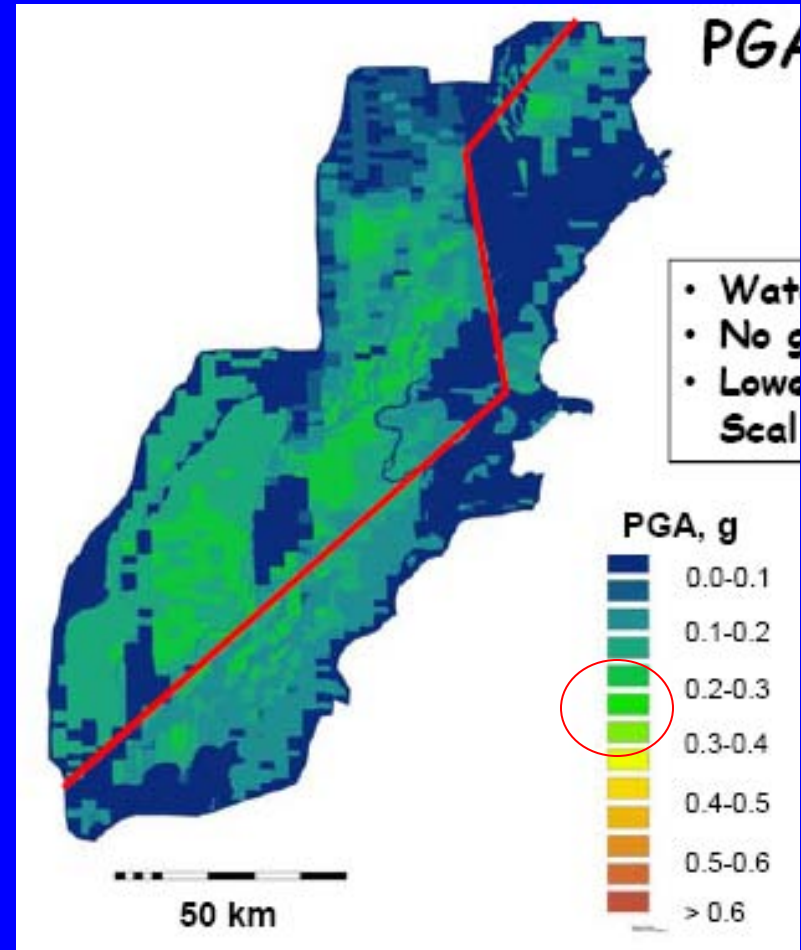 PGA
• Wat
• No g
• Lowe
Scal
PGA, g
0.0-0.1
0.1-0.2
0.2-0.3
0.3-0.4
0.4-0.5
0.5-0.6
> 0.6
50 km